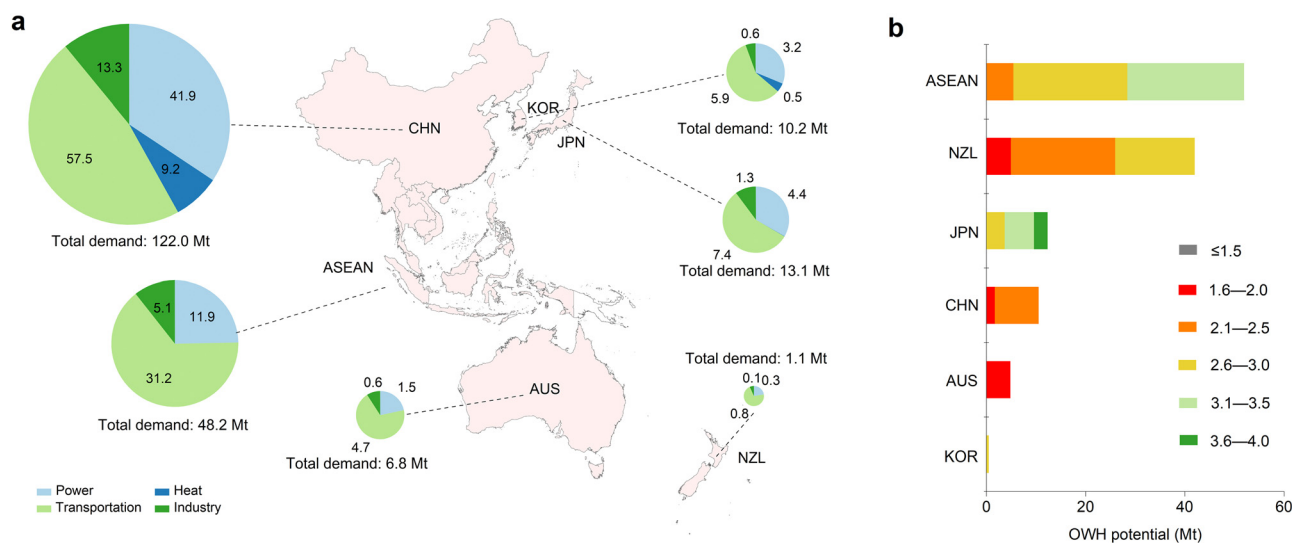 a
13.3
41.9
57.5
9.2
Total demand: 122.0 Mt
0.6
3.2
5.9
0.5
Total demand: 10.2 Mt
KOR
CHN
JPN
1.3
4.4
7.4
Total demand: 13.1 Mt
ASEAN
5.1
11.9
31.2
Total demand: 48.2 Mt
0.6
1.5
4.7
Total demand: 6.8 Mt
AUS
Total demand: 1.1 Mt
0.1
0.3
0.8
NZL
Power
Heat
Transportation
Industry
b
ASEAN
NZL
JPN
CHN
AUS
KOR
≤1.5
1.6—2.0
2.1—2.5
2.6—3.0
3.1—3.5
3.6—4.0
0
20
40
60
OWH potential (Mt)